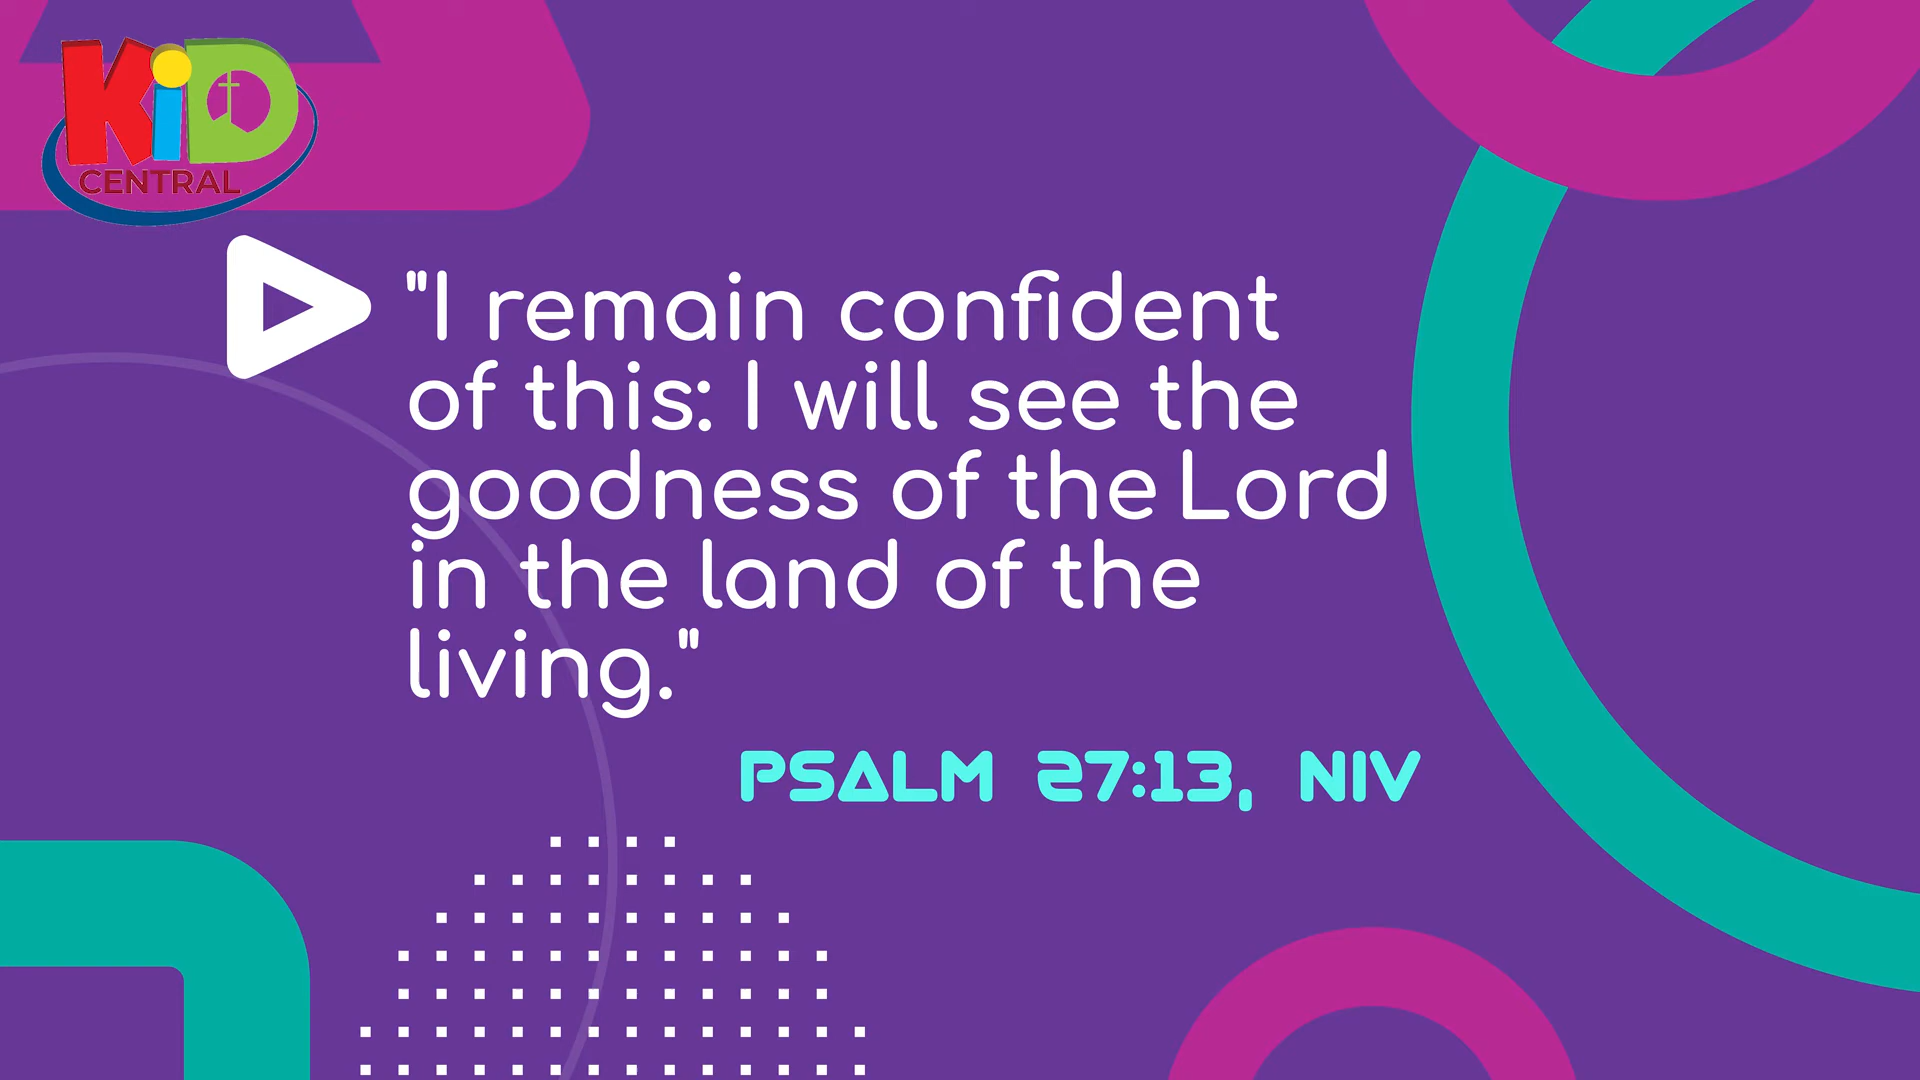 KiD
CENTRAL
"I remain confident
of this: I will see the
goodness of the Lord
in the land of the
living."
PSALM 27:13, NIV